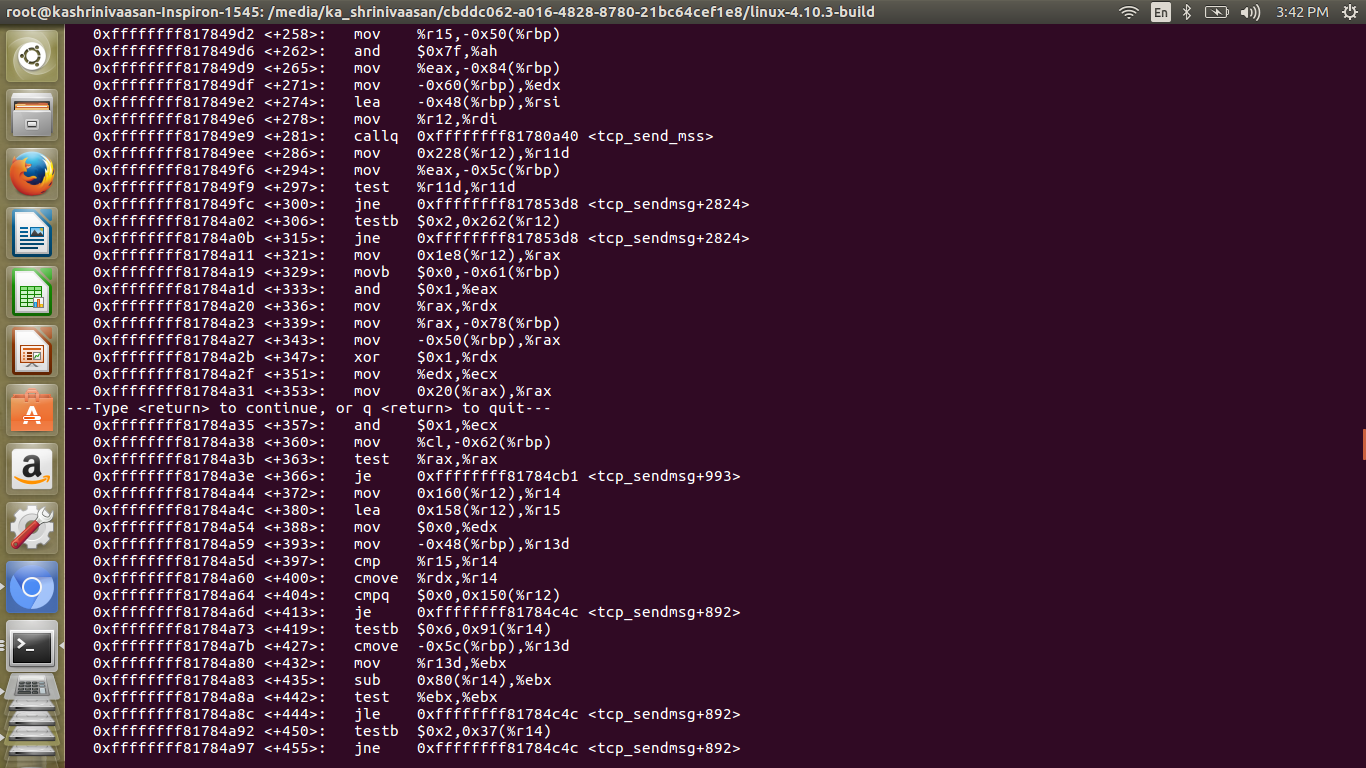 root@kashrinivaasan-Inspiron-1545: /media/ka_shrinivaasan/cbddc062-a016-4828-8780-21bc64cef1e8/linux-4.10.3-build En 3:42 PM
0xffffffff817849d2 <+258>: mov %r15,-0x50(%rbp)
0xffffffff817849d6 <+262>: and $0x7f,%ah
0xffffffff817849d9 <+265>: mov %eax,-0x84(%rbp)
0xffffffff817849df <+271>: mov -0x60(%rbp),%edx
0xffffffff817849e2 <+274>: lea -0x48(%rbp),%rsi
0xffffffff817849e6 <+278>: mov %r12,%rdi
0xffffffff817849e9 <+281>: callq 0xffffffff81780a40 <tcp_send_mss>
0xffffffff817849ee <+286>: mov 0x228(%r12),%r11d
0xffffffff817849f6 <+294>: mov %eax,-0x5c(%rbp)
0xffffffff817849f9 <+297>: test %r11d,%r11d
0xffffffff817849fc <+300>: jne 0xffffffff817853d8 <tcp_sendmsg+2824>
0xffffffff81784a02 <+306>: testb $0x2,0x262(%r12)
0xffffffff81784a0b <+315>: jne 0xffffffff817853d8 <tcp_sendmsg+2824>
0xffffffff81784a11 <+321>: mov 0x1e8(%r12),%rax
0xffffffff81784a19 <+329>: movb $0x0,-0x61(%rbp)
0xffffffff81784a1d <+333>: and $0x1,%eax
0xffffffff81784a20 <+336>: mov %rax,%rdx
0xffffffff81784a23 <+339>: mov %rax,-0x78(%rbp)
0xffffffff81784a27 <+343>: mov -0x50(%rbp),%rax
0xffffffff81784a2b <+347>: xor $0x1,%rdx
0xffffffff81784a2f <+351>: mov %edx,%ecx
0xffffffff81784a31 <+353>: mov 0x20(%rax),%rax
---Type <return> to continue, or q <return> to quit---
0xffffffff81784a35 <+357>: and $0x1,%ecx
0xffffffff81784a38 <+360>: mov %cl,-0x62(%rbp)
0xffffffff81784a3b <+363>: test %rax,%rax
0xffffffff81784a3e <+366>: je 0xffffffff81784cb1 <tcp_sendmsg+993>
0xffffffff81784a44 <+372>: mov 0x160(%r12),%r14
0xffffffff81784a4c <+380>: lea 0x158(%r12),%r15
0xffffffff81784a54 <+388>: mov $0x0,%edx
0xffffffff81784a59 <+393>: mov -0x48(%rbp),%r13d
0xffffffff81784a5d <+397>: cmp %r15,%r14
0xffffffff81784a60 <+400>: cmove %rdx,%r14
0xffffffff81784a64 <+404>: cmpq $0x0,0x150(%r12)
0xffffffff81784a6d <+413>: je 0xffffffff81784c4c <tcp_sendmsg+892>
0xffffffff81784a73 <+419>: testb $0x6,0x91(%r14)
0xffffffff81784a7b <+427>: cmove -0x5c(%rbp),%r13d
0xffffffff81784a80 <+432>: mov %r13d,%ebx
0xffffffff81784a83 <+435>: sub 0x80(%r14),%ebx
0xffffffff81784a8a <+442>: test %ebx,%ebx
0xffffffff81784a8c <+444>: jle 0xffffffff81784c4c <tcp_sendmsg+892>
0xffffffff81784a92 <+450>: testb $0x2,0x37(%r14)
0xffffffff81784a97 <+455>: jne 0xffffffff81784c4c <tcp_sendmsg+892>